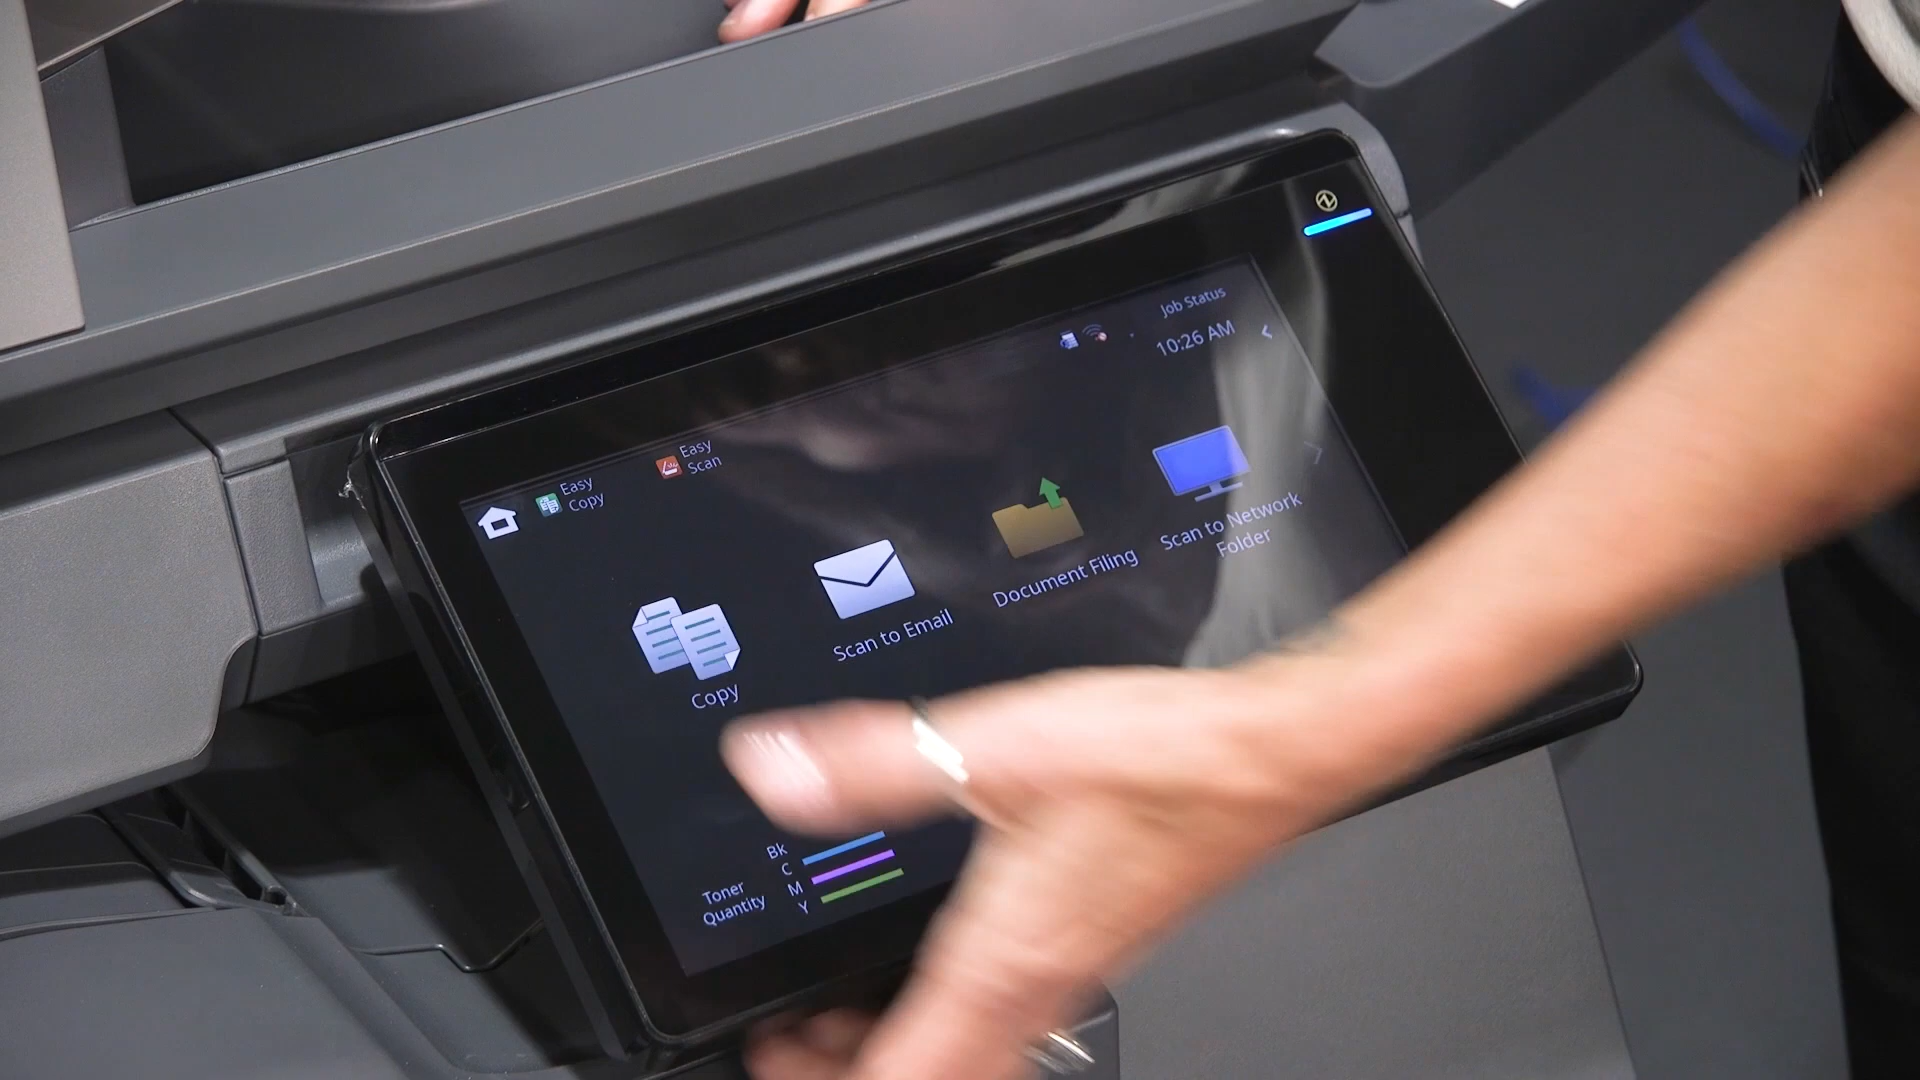 Job Status
10:26 AM
Easy
Copy
Easy
Scan
Copy
Scan to Email
Document Filing
Scan to Network
Folder
Toner
Quantity
Bk
C
M
Y